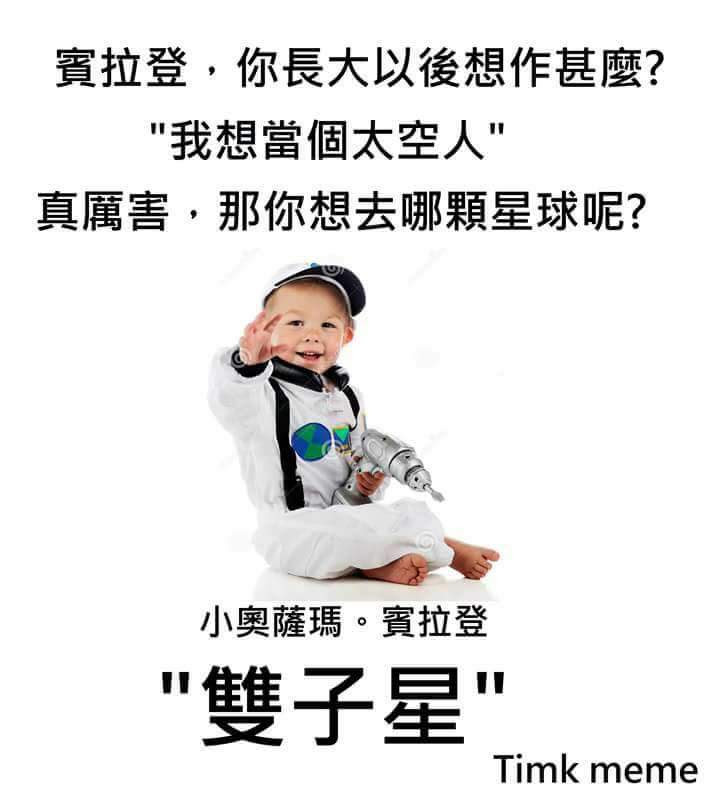 賓拉登，你長大以後想作甚麼?
"我想當個太空人"
真厲害，那你想去哪顆星球呢?
小奧薩瑪。賓拉登
"雙子星"
Timk meme